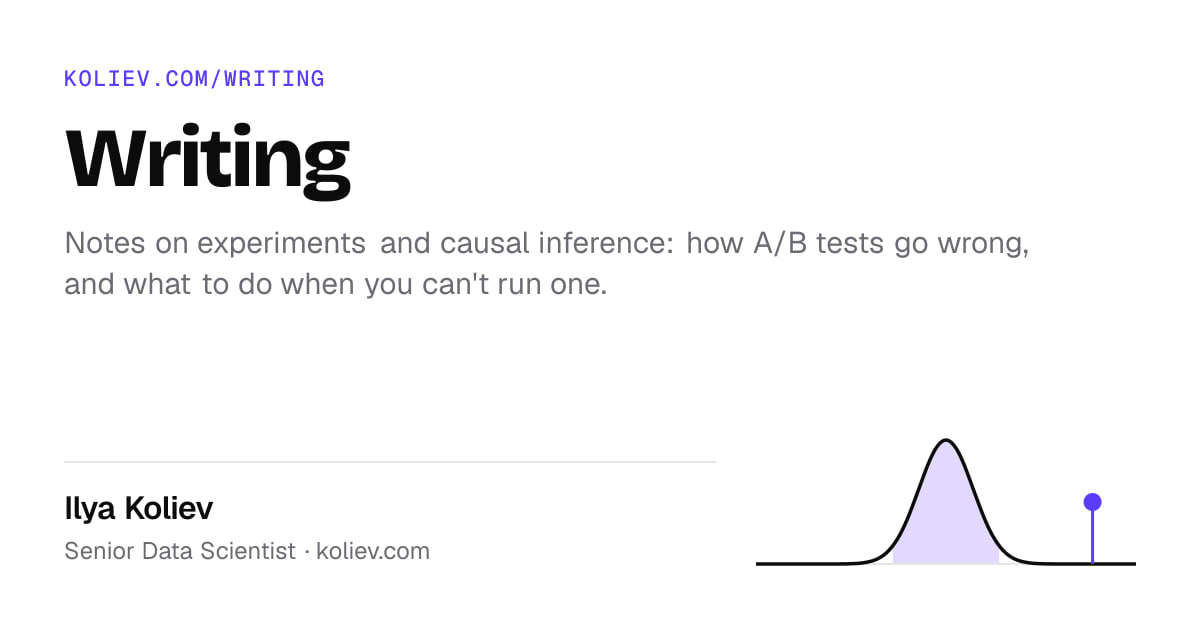 KOLIEV.COM/WRITING
Writing
Notes on experiments and causal inference: how A/B tests go wrong,
and what to do when you can't run one.
Ilya Koliev
Senior Data Scientist · koliev.com